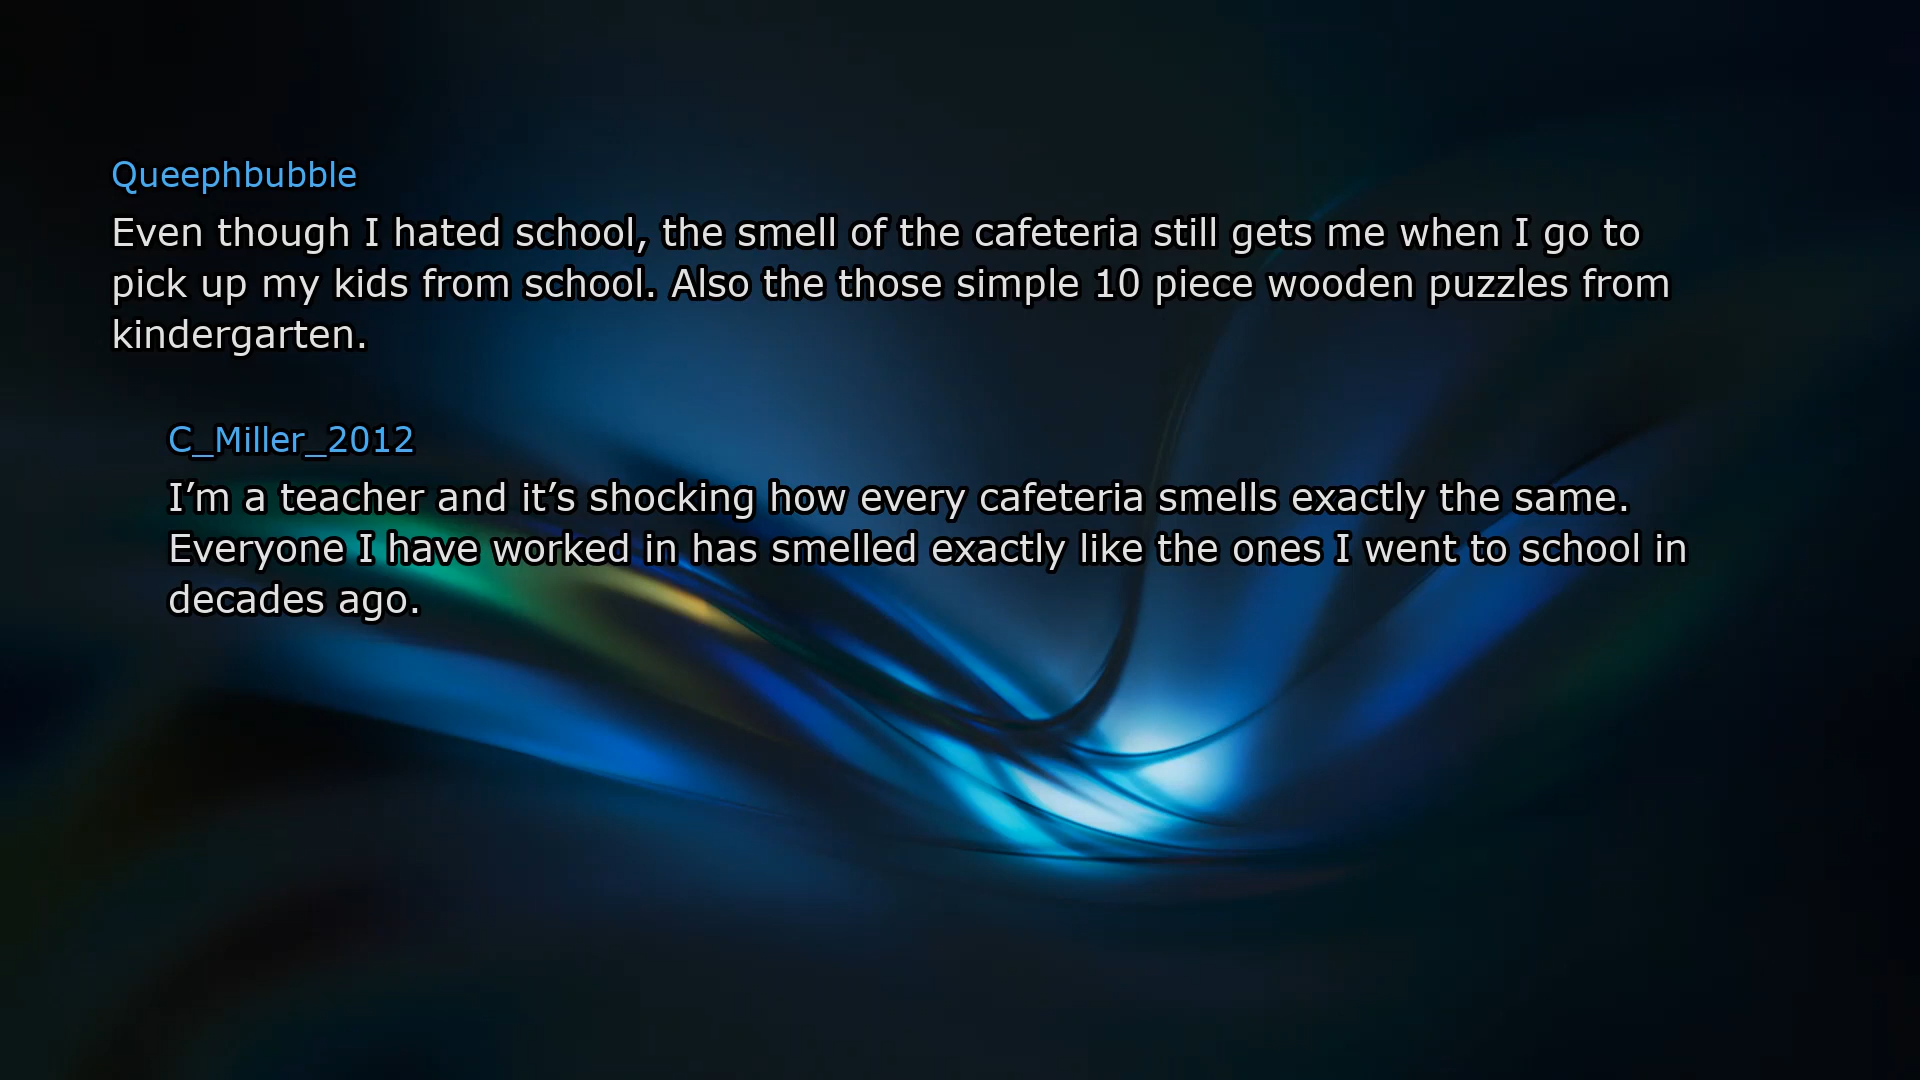 Queephbubble
Even though I hated school, the smell of the cafeteria still gets me when I go to
pick up my kids from school. Also the those simple 10 piece wooden puzzles from
kindergarten.
C_Miller_2012
I’m a teacher and it’s shocking how every cafeteria smells exactly the same.
Everyone I have worked in has smelled exactly like the ones I went to school in
decades ago.